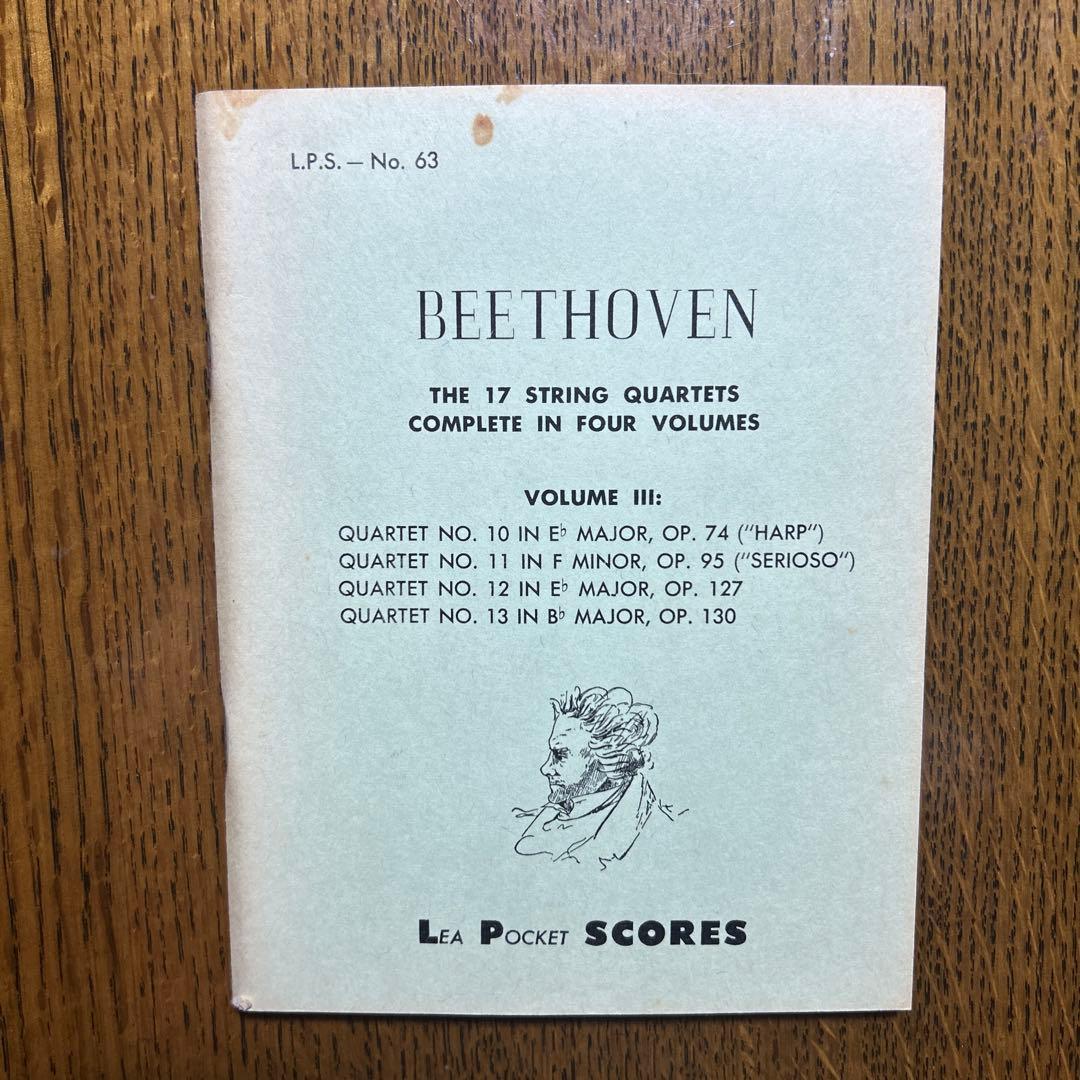 L.P.S. — No. 63
BEETHOVEN
THE 17 STRING QUARTETS
COMPLETE IN FOUR VOLUMES
VOLUME III:
QUARTET NO. 10 IN E♭ MAJOR, OP. 74 ("HARP")
QUARTET NO. 11 IN F MINOR, OP. 95 ("SERIOSO")
QUARTET NO. 12 IN E♭ MAJOR, OP. 127
QUARTET NO. 13 IN B♭ MAJOR, OP. 130
LEA POCKET SCORES